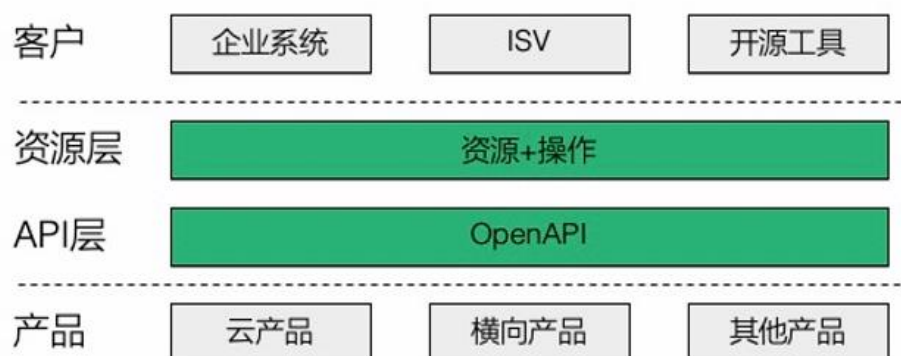 客户 企业系统 ISV 开源工具
资源层 资源+操作
API层 OpenAPI
产品 云产品 横向产品 其他产品